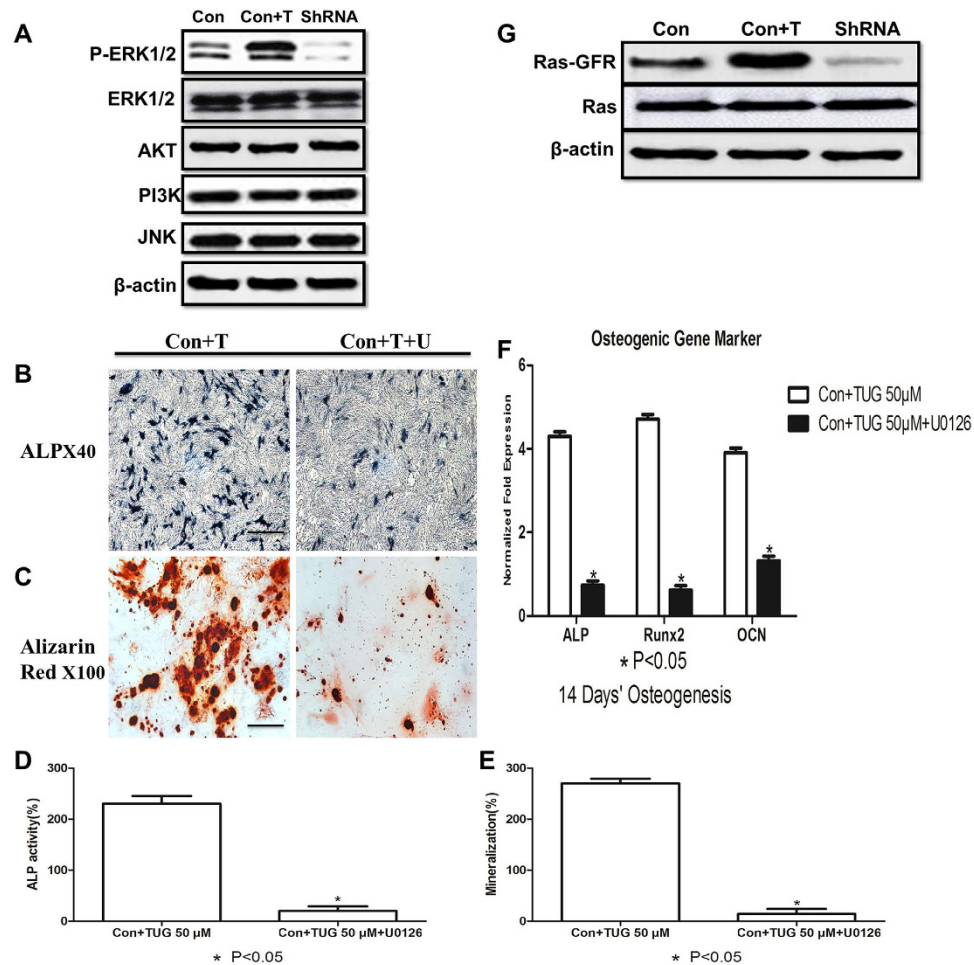 A
Con Con+T ShRNA
P-ERK1/2
ERK1/2
AKT
PI3K
JNK
β-actin
G
Con Con+T ShRNA
Ras-GFR
Ras
β-actin
Con+T Con+T+U
B
ALPX40
C
Alizarin
Red X100
F
Osteogenic Gene Marker
Normalized Fold Expression
6
4
2
0
Con+TUG 50μM
Con+TUG 50μM+U0126
* * *
ALP Runx2 OCN
* P<0.05
14 Days' Osteogenesis
D
ALP activity(%)
300
200
100
0
*
Con+TUG 50 μM Con+TUG 50 μM+U0126
* P<0.05
E
Mineralization(%)
300
200
100
0
*
Con+TUG 50 μM Con+TUG 50 μM+U0126
* P<0.05